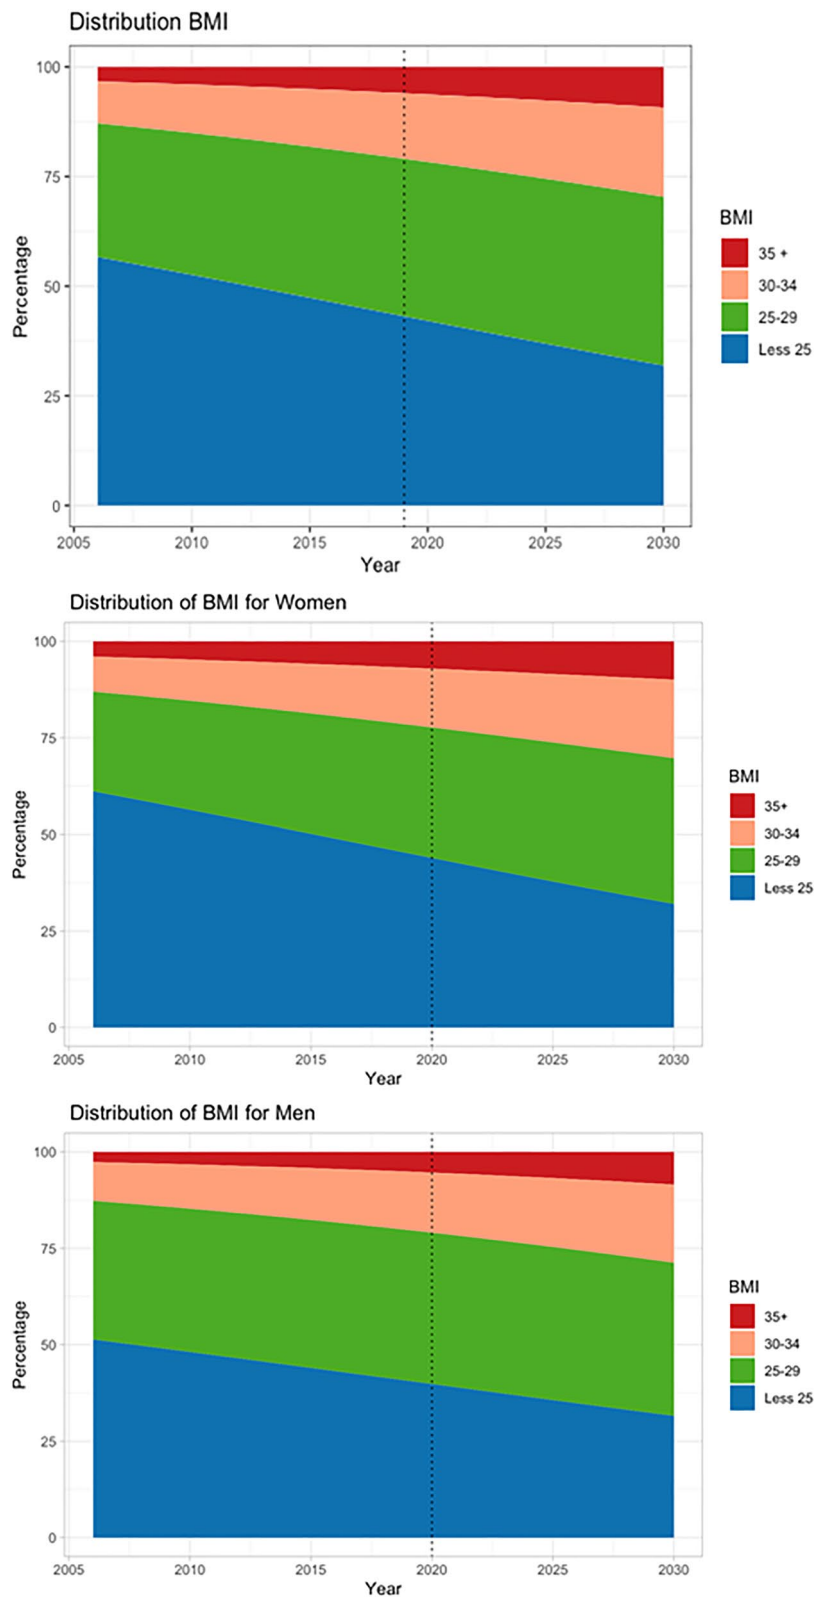 Distribution BMI
100
75
50
25
0
Percentage
2005 2010 2015 2020 2025 2030
Year
BMI
35 +
30-34
25-29
Less 25
Distribution of BMI for Women
100
75
50
25
0
Percentage
2005 2010 2015 2020 2025 2030
Year
BMI
35+
30-34
25-29
Less 25
Distribution of BMI for Men
100
75
50
25
0
Percentage
2005 2010 2015 2020 2025 2030
Year
BMI
35+
30-34
25-29
Less 25